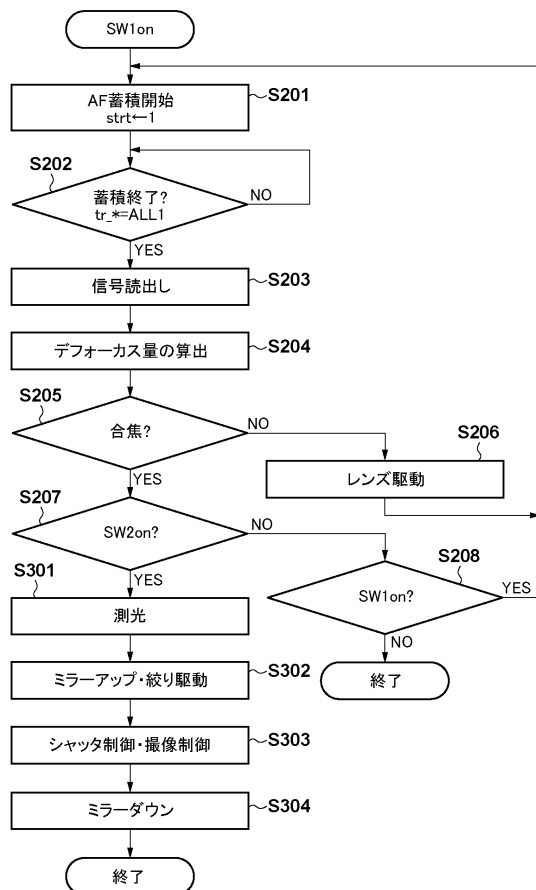 SW1on
AF蓄積開始
strt←1
S201
S202
蓄積終了?
tr_*=ALL1
NO
YES
信号読出し
S203
デフォーカス量の算出
S204
S205
合焦?
NO
YES
S206
レンズ駆動
S207
SW2on?
NO
YES
S208
SW1on?
YES
NO
終了
S301
測光
ミラーアップ・絞り駆動
S302
シャッタ制御・撮像制御
S303
ミラーダウン
S304
終了